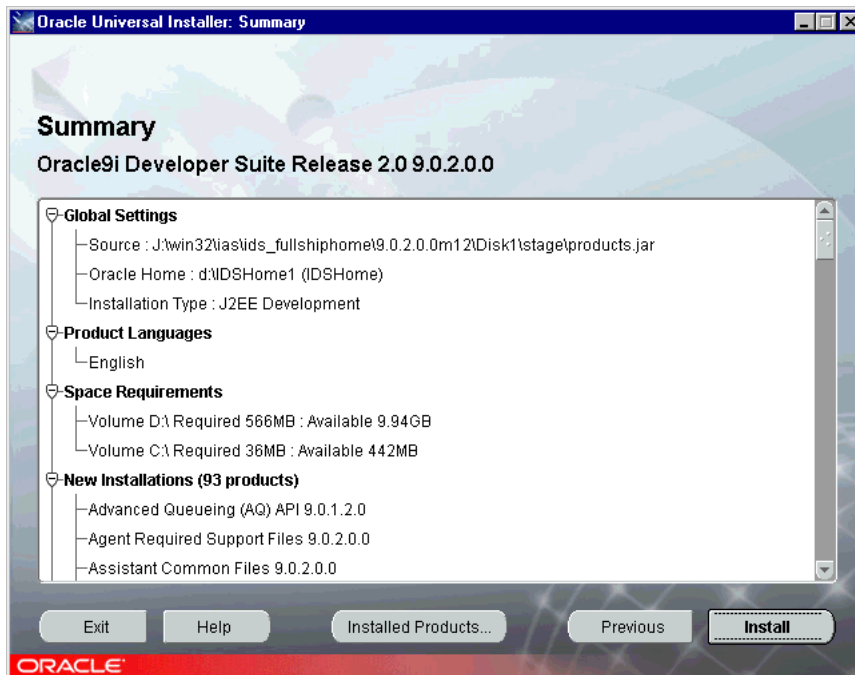 Oracle Universal Installer: Summary
Summary
Oracle9i Developer Suite Release 2.0 9.0.2.0.0
Global Settings
Source : J:\win32\ias\ids_fullshiphome\9.0.2.0.0m12\Disk1\stage\products.jar
Oracle Home : d:\IDSHome1 (IDSHome)
Installation Type : J2EE Development
Product Languages
English
Space Requirements
Volume D:\ Required 566MB : Available 9.94GB
Volume C:\ Required 36MB : Available 442MB
New Installations (93 products)
Advanced Queueing (AQ) API 9.0.1.2.0
Agent Required Support Files 9.0.2.0.0
Assistant Common Files 9.0.2.0.0
Exit Help Installed Products... Previous Install
ORACLE